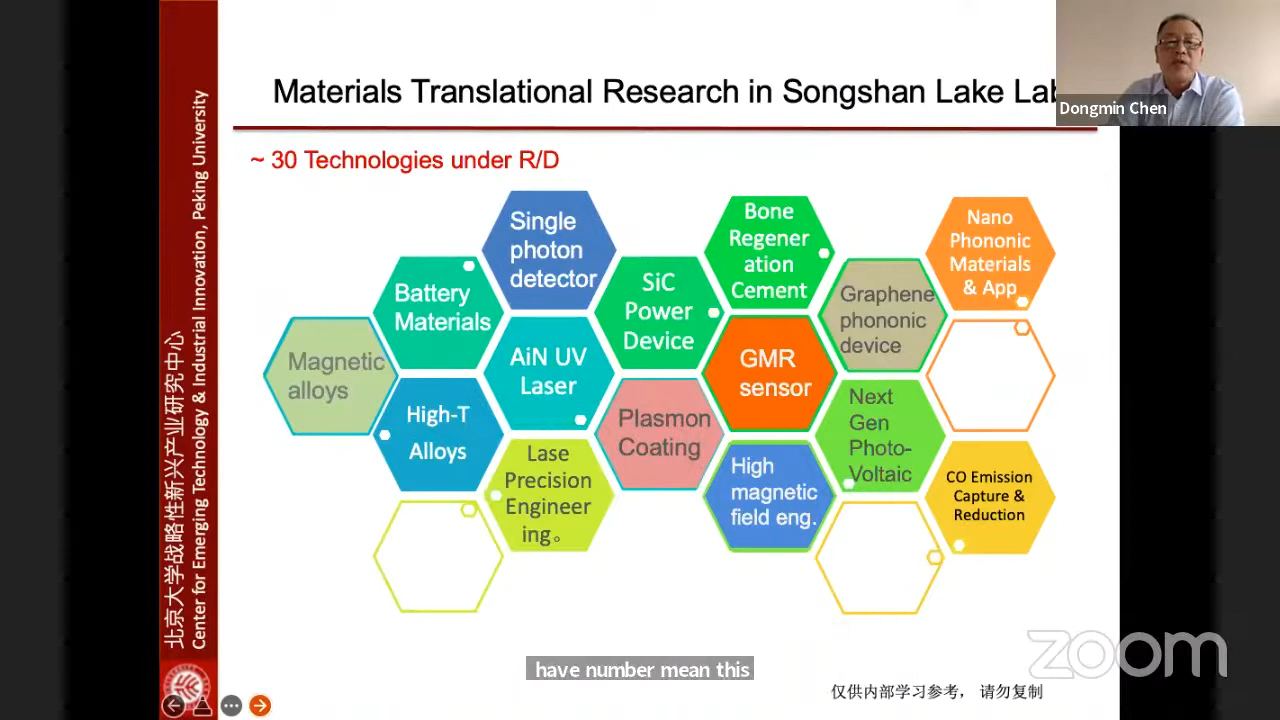 Materials Translational Research in Songshan Lake Lab
Dongmin Chen
~ 30 Technologies under R/D
北京大学战略性新兴产业研究中心
Center for Emerging Technology & Industrial Innovation, Peking University
Magnetic
alloys
Battery
Materials
High-T
Alloys
Single
photon
detector
AiN UV
Laser
Lase
Precision
Engineer
ing。
SiC
Power
Device
Plasmon
Coating
Bone
Regener
ation
Cement
GMR
sensor
High
magnetic
field eng.
Graphene
phononic
device
Next
Gen
Photo-
Voltaic
Nano
Phononic
Materials
& App
CO Emission
Capture &
Reduction
have number mean this
zoom
仅供内部学习参考， 请勿复制